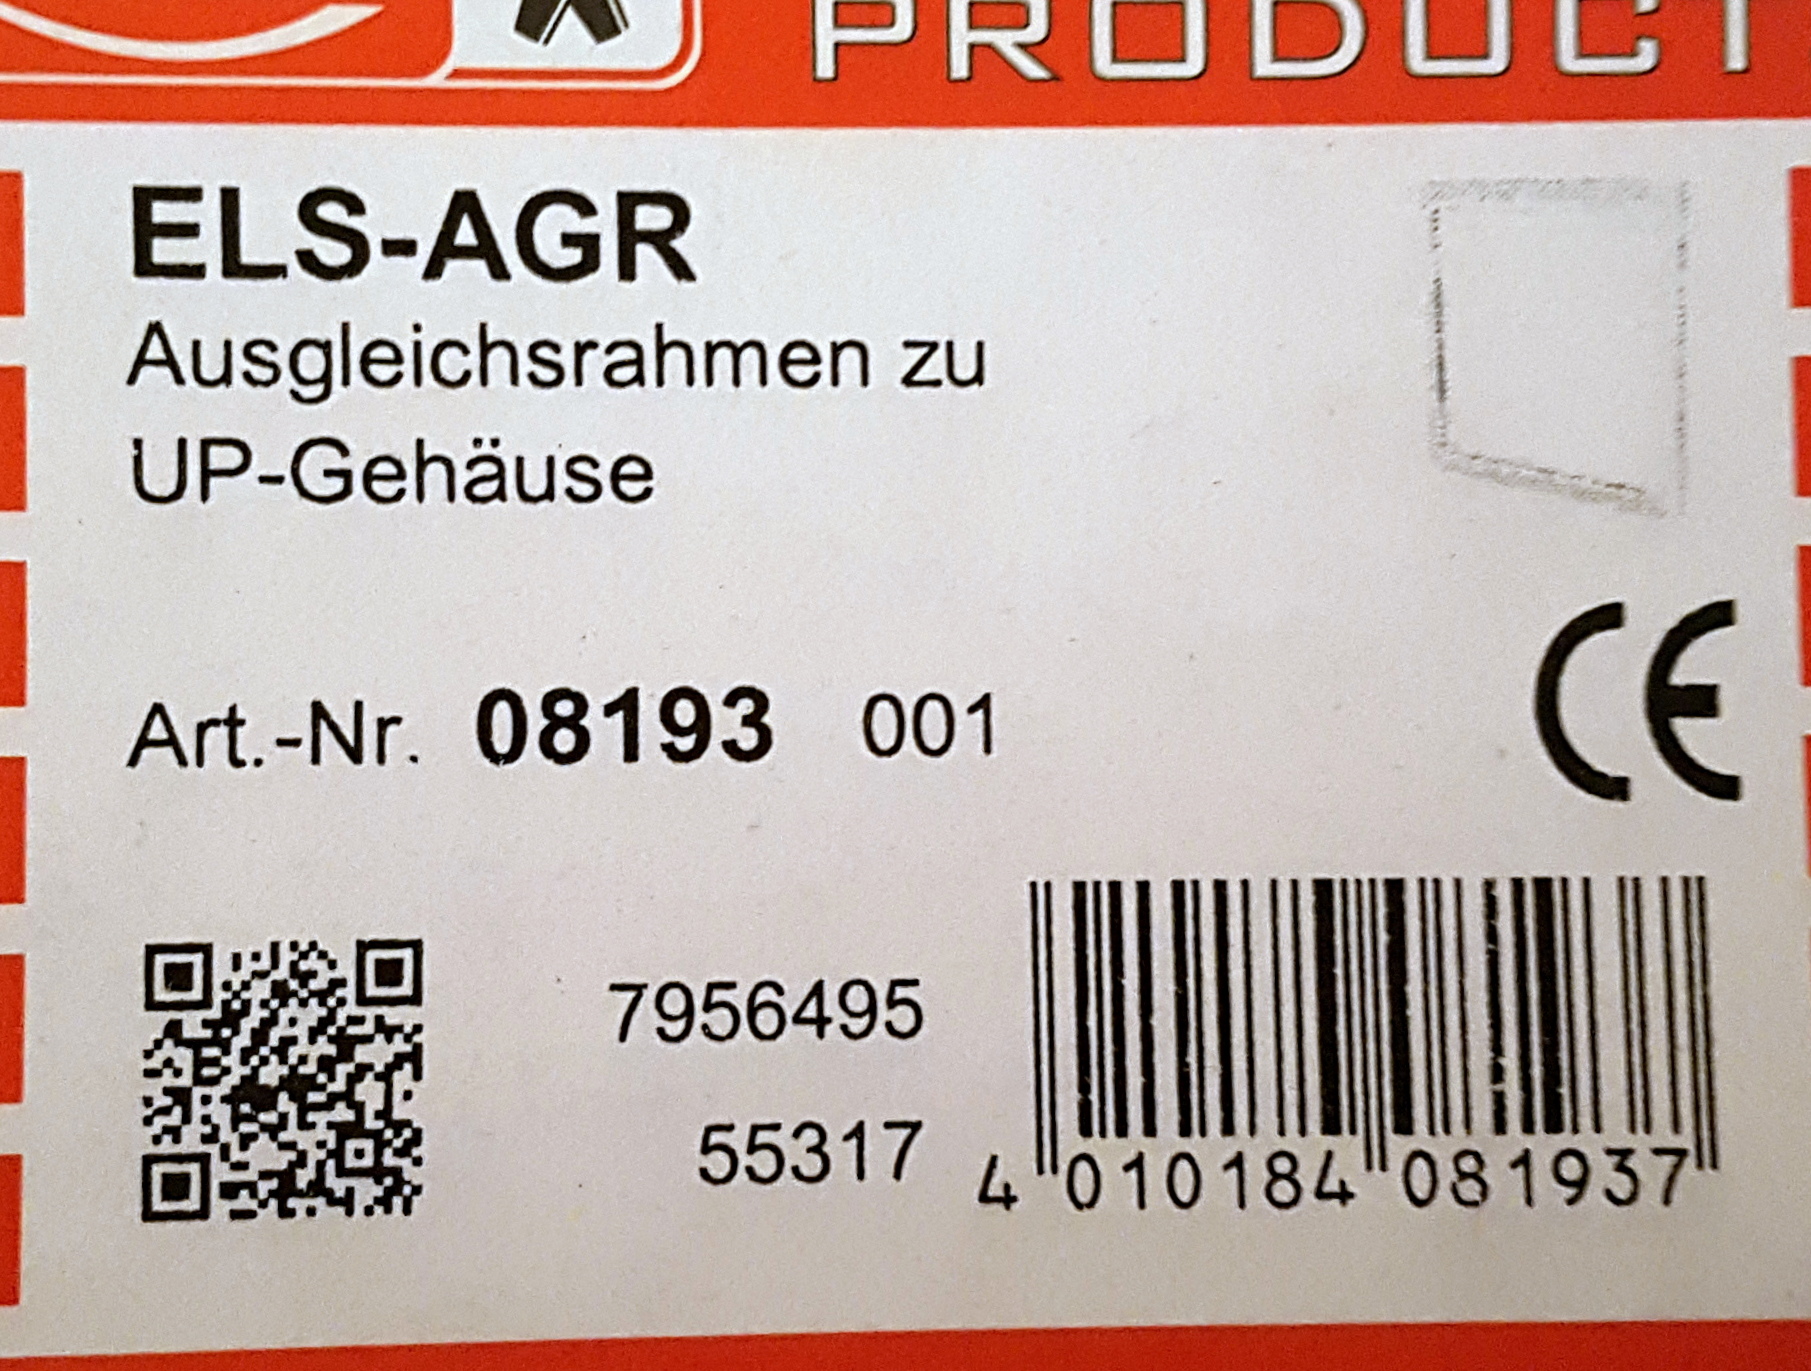 PRODUCT
ELS-AGR
Ausgleichsrahmen zu
UP-Gehäuse
Art.-Nr. 08193 001
CE
7956495
55317
4 010184 081937